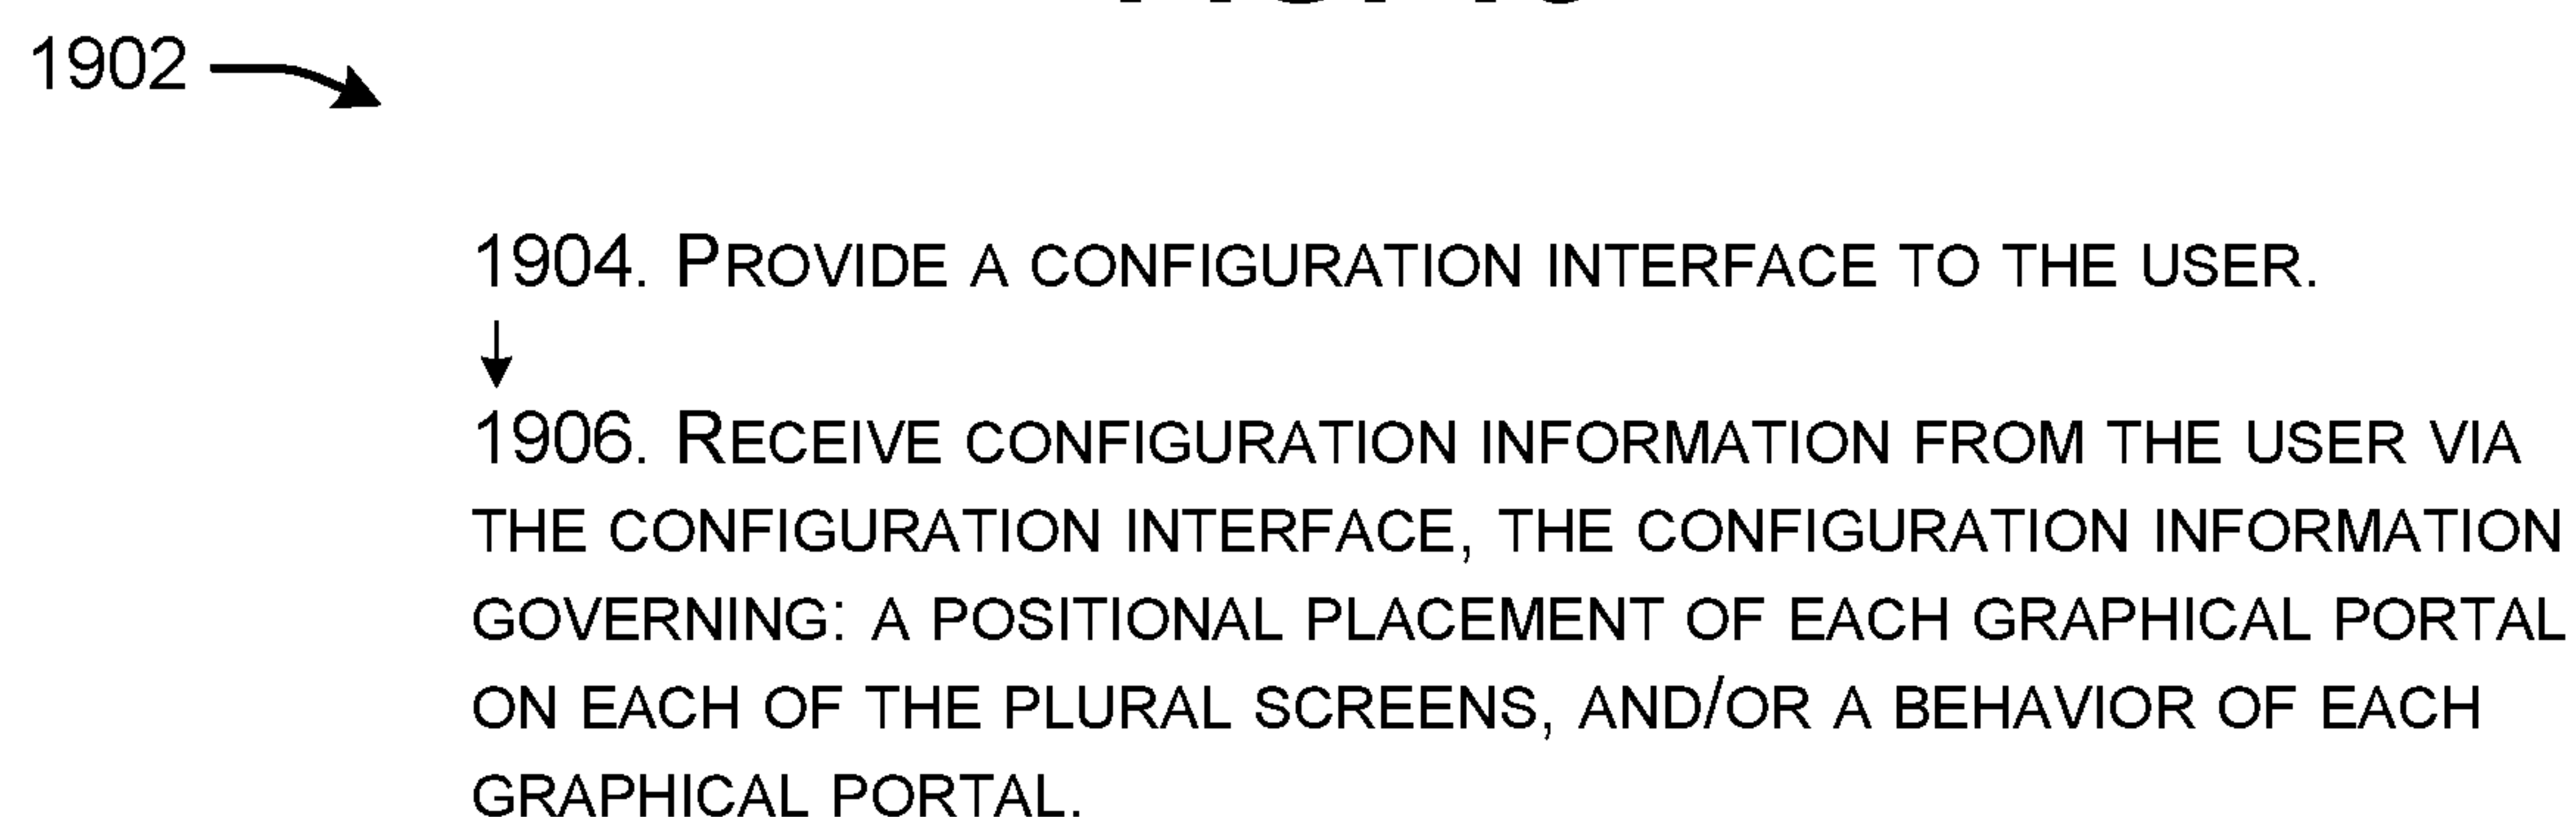 1902
1904. PROVIDE A CONFIGURATION INTERFACE TO THE USER.
1906. RECEIVE CONFIGURATION INFORMATION FROM THE USER VIA
THE CONFIGURATION INTERFACE, THE CONFIGURATION INFORMATION
GOVERNING: A POSITIONAL PLACEMENT OF EACH GRAPHICAL PORTAL
ON EACH OF THE PLURAL SCREENS, AND/OR A BEHAVIOR OF EACH
GRAPHICAL PORTAL.